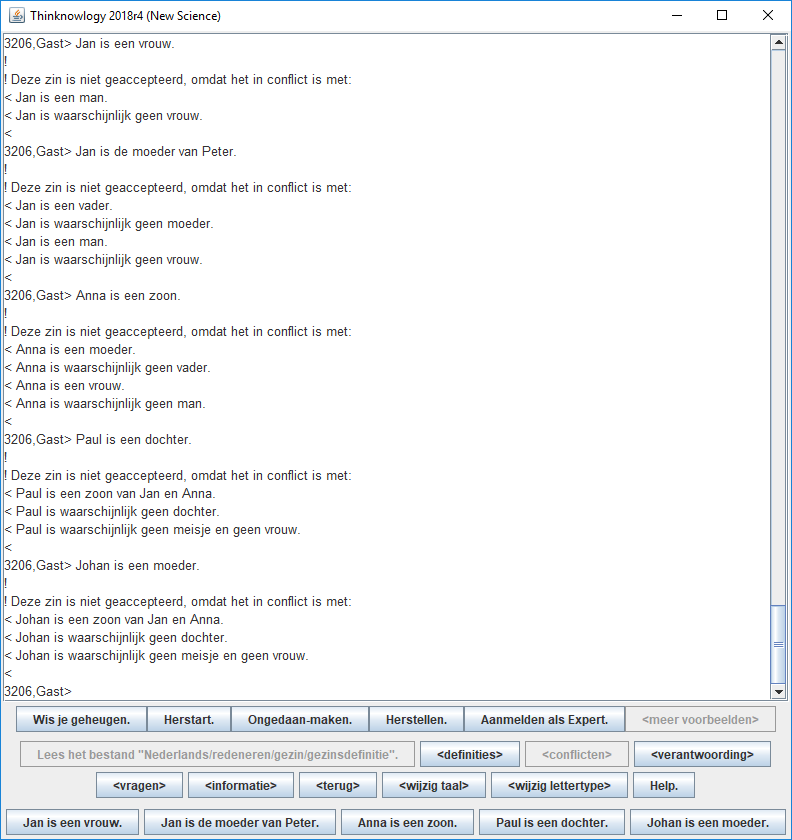 Thinknowlogy 2018r4 (New Science)
3206,Gast> Jan is een vrouw.
!
! Deze zin is niet geaccepteerd, omdat het in conflict is met:
< Jan is een man.
< Jan is waarschijnlijk geen vrouw.
<
3206,Gast> Jan is de moeder van Peter.
!
! Deze zin is niet geaccepteerd, omdat het in conflict is met:
< Jan is een vader.
< Jan is waarschijnlijk geen moeder.
< Jan is een man.
< Jan is waarschijnlijk geen vrouw.
<
3206,Gast> Anna is een zoon.
!
! Deze zin is niet geaccepteerd, omdat het in conflict is met:
< Anna is een moeder.
< Anna is waarschijnlijk geen vader.
< Anna is een vrouw.
< Anna is waarschijnlijk geen man.
<
3206,Gast> Paul is een dochter.
!
! Deze zin is niet geaccepteerd, omdat het in conflict is met:
< Paul is een zoon van Jan en Anna.
< Paul is waarschijnlijk geen dochter.
< Paul is waarschijnlijk geen meisje en geen vrouw.
<
3206,Gast> Johan is een moeder.
!
! Deze zin is niet geaccepteerd, omdat het in conflict is met:
< Johan is een zoon van Jan en Anna.
< Johan is waarschijnlijk geen dochter.
< Johan is waarschijnlijk geen meisje en geen vrouw.
<
3206,Gast>
Wis je geheugen. Herstart. Ongedaan-maken. Herstellen. Aanmelden als Expert. <meer voorbeelden>
Lees het bestand "Nederlands/redeneren/gezin/gezinsdefinitie". <definities> <conflicten> <verantwoording>
<vragen> <informatie> <terug> <wijzig taal> <wijzig lettertype> Help.
Jan is een vrouw. Jan is de moeder van Peter. Anna is een zoon. Paul is een dochter. Johan is een moeder.